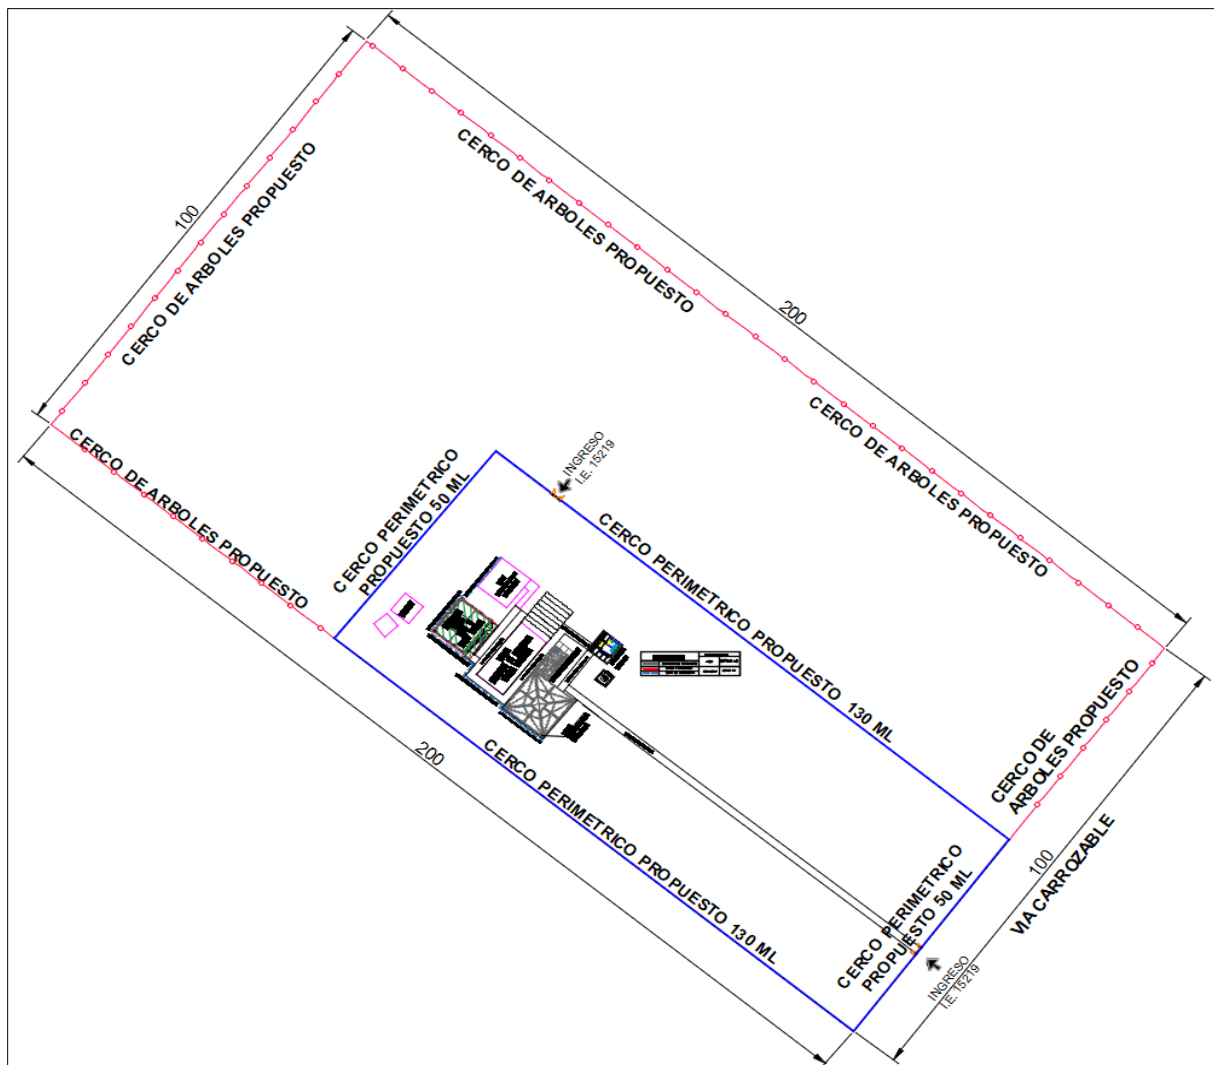 CERCO DE ARBOLES PROPUESTO
100
CERCO DE ARBOLES PROPUESTO
200
CERCO DE ARBOLES PROPUESTO
CERCO DE ARBOLES PROPUESTO
INGRESO
I.E. 15219
CERCO PERIMETRICO
PROPUESTO 50 ML
CERCO PERIMETRICO PROPUESTO 130 ML
CERCO DE
ARBOLES PROPUESTO
200
CERCO PERIMETRICO PROPUESTO 130 ML
CERCO PERIMETRICO
PROPUESTO 50 ML
100
VIA CARROZABLE
INGRESO
I.E. 15219